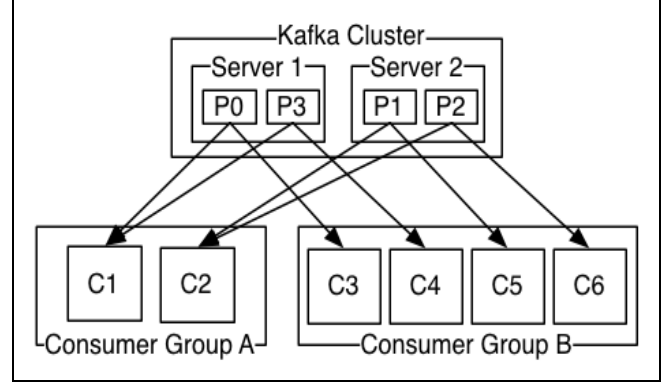 Kafka Cluster
Server 1 Server 2
P0 P3 P1 P2
C1 C2 C3 C4 C5 C6
Consumer Group A Consumer Group B